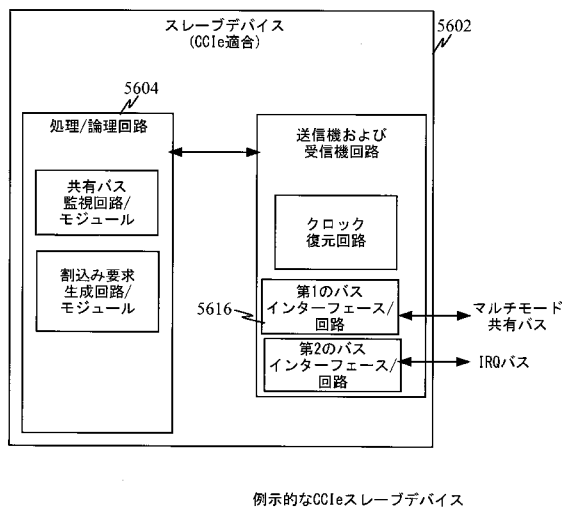 スレーブデバイス
(CCIe適合)
5602
5604
処理/論理回路
共有バス
監視回路/
モジュール
割込み要求
生成回路/
モジュール
送信機および
受信機回路
クロック
復元回路
5616
第1のバス
インターフェース/
回路
マルチモード
共有バス
第2のバス
インターフェース/
回路
IRQバス
例示的なCCIeスレーブデバイス